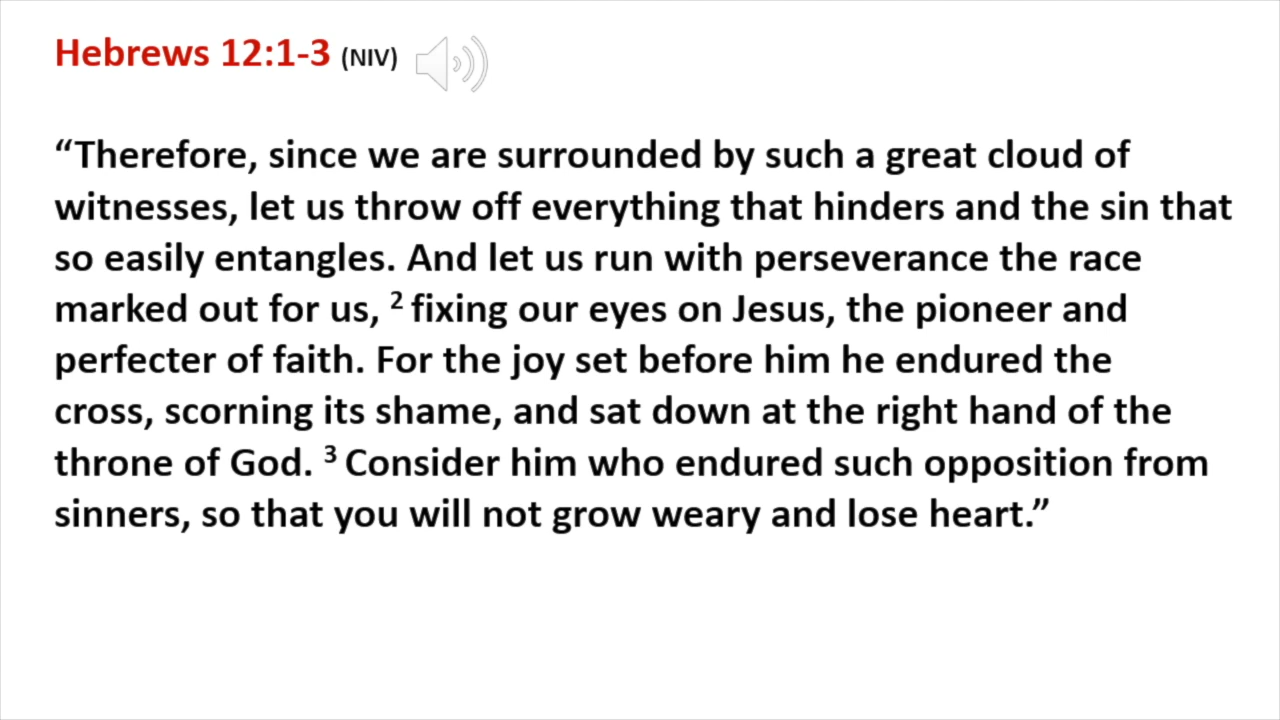 Hebrews 12:1-3 (NIV)
“Therefore, since we are surrounded by such a great cloud of
witnesses, let us throw off everything that hinders and the sin that
so easily entangles. And let us run with perseverance the race
marked out for us, ² fixing our eyes on Jesus, the pioneer and
perfecter of faith. For the joy set before him he endured the
cross, scorning its shame, and sat down at the right hand of the
throne of God. ³ Consider him who endured such opposition from
sinners, so that you will not grow weary and lose heart.”